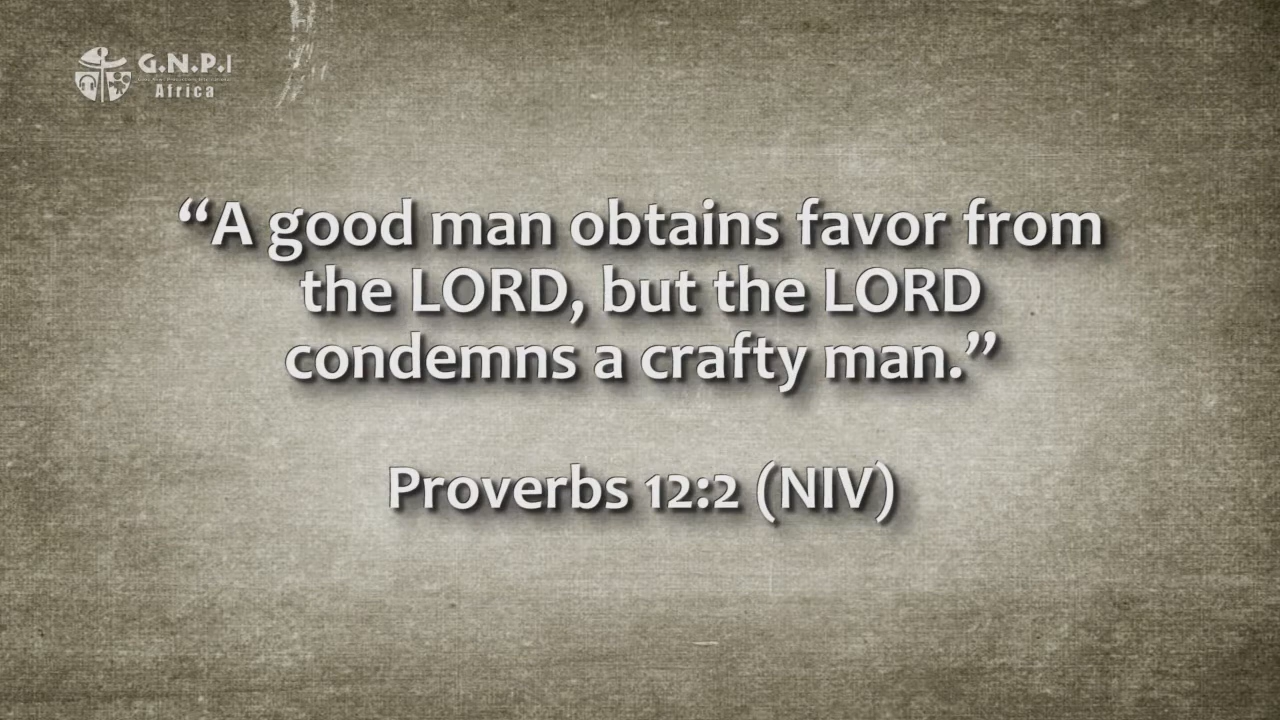 G.N.P.I
Africa
“A good man obtains favor from
the LORD, but the LORD
condemns a crafty man.”
Proverbs 12:2 (NIV)